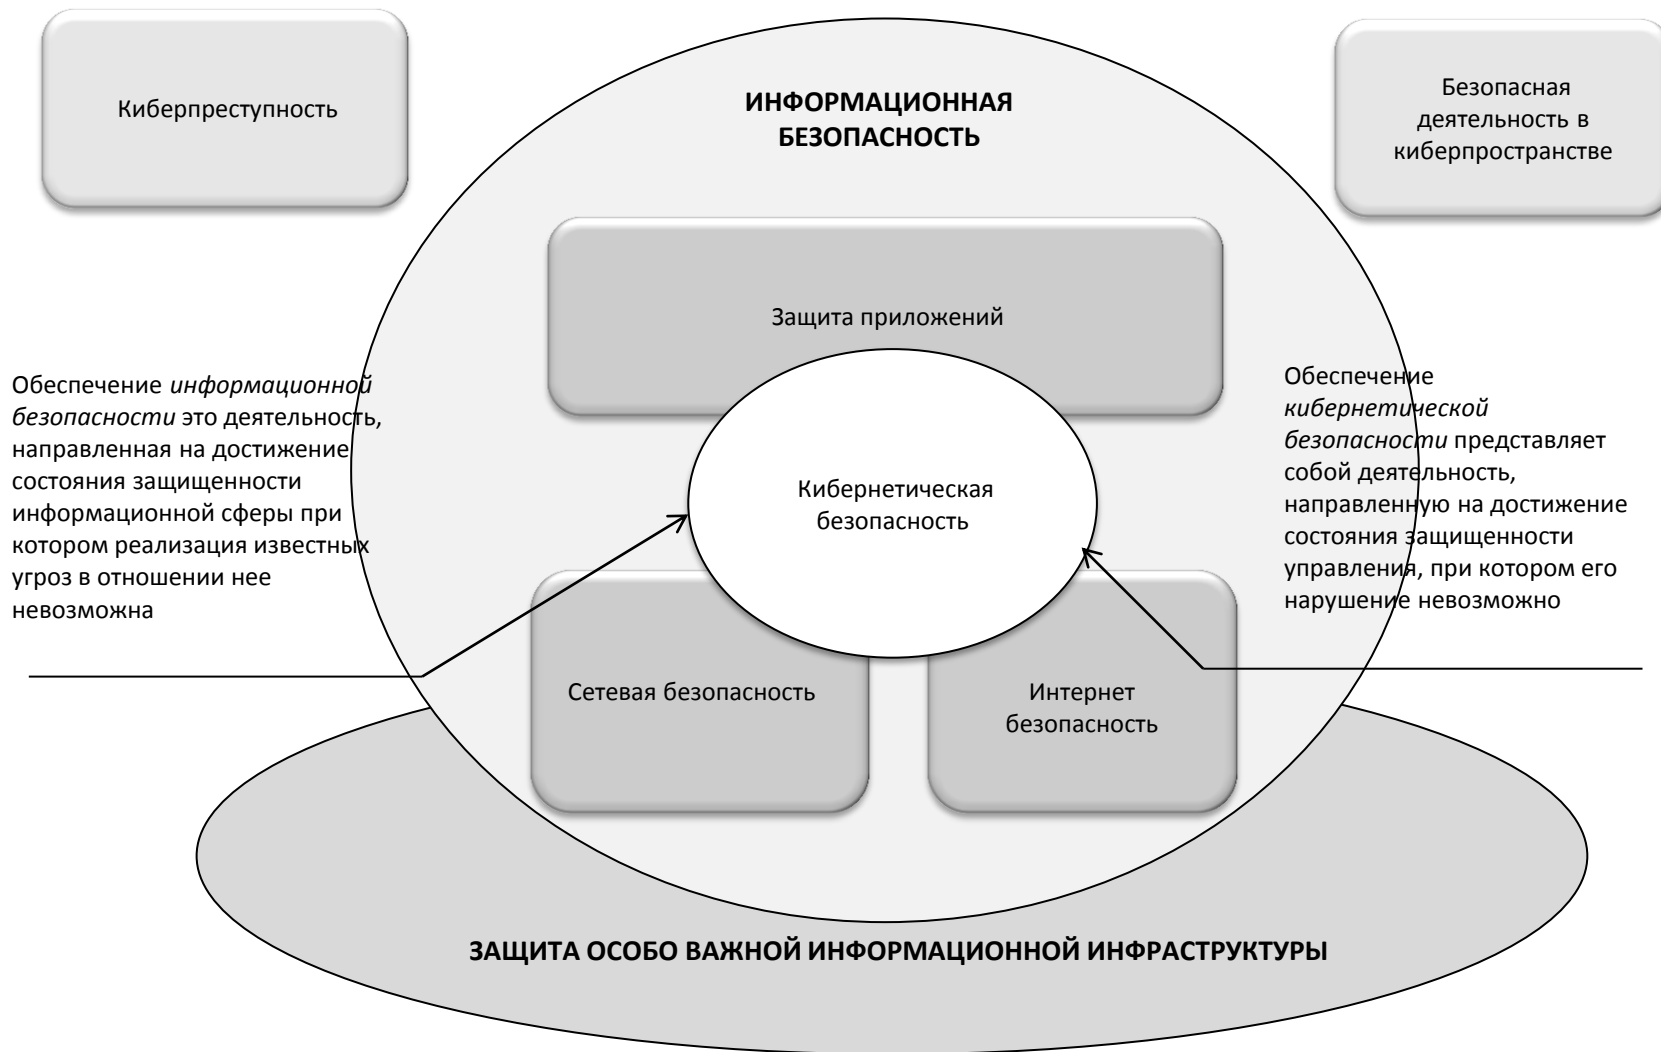 Киберпреступность
ИНФОРМАЦИОННАЯ
БЕЗОПАСНОСТЬ
Безопасная
деятельность в
киберпространстве
Защита приложений
Обеспечение информационной
безопасности это деятельность,
направленная на достижение
состояния защищенности
информационной сферы при
котором реализация известных
угроз в отношении нее
невозможна
Кибернетическая
безопасность
Обеспечение
кибернетической
безопасности представляет
собой деятельность,
направленную на достижение
состояния защищенности
управления, при котором его
нарушение невозможно
Сетевая безопасность
Интернет
безопасность
ЗАЩИТА ОСОБО ВАЖНОЙ ИНФОРМАЦИОННОЙ ИНФРАСТРУКТУРЫ